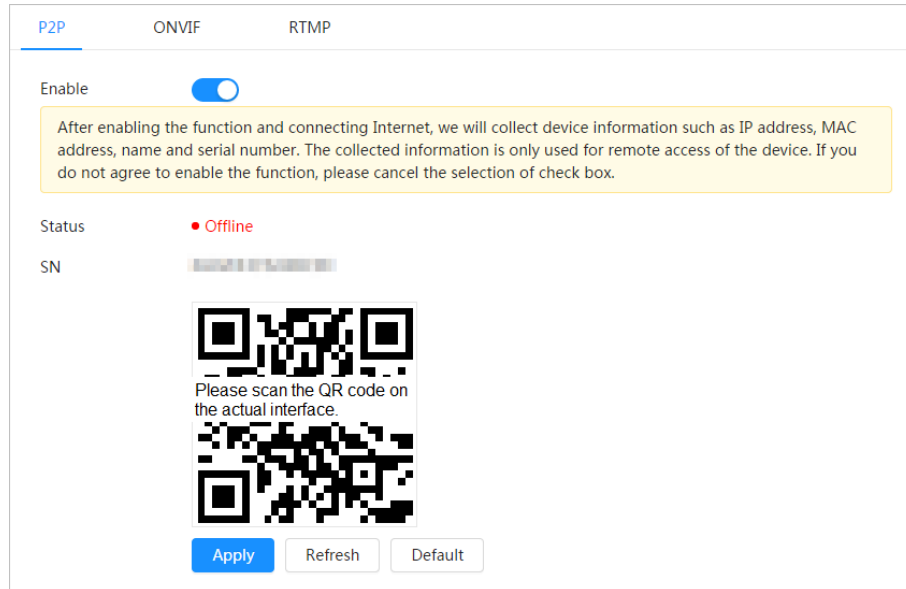 P2P ONVIF RTMP
Enable
After enabling the function and connecting Internet, we will collect device information such as IP address, MAC
address, name and serial number. The collected information is only used for remote access of the device. If you
do not agree to enable the function, please cancel the selection of check box.
Status • Offline
SN
Please scan the QR code on
the actual interface.
Apply Refresh Default